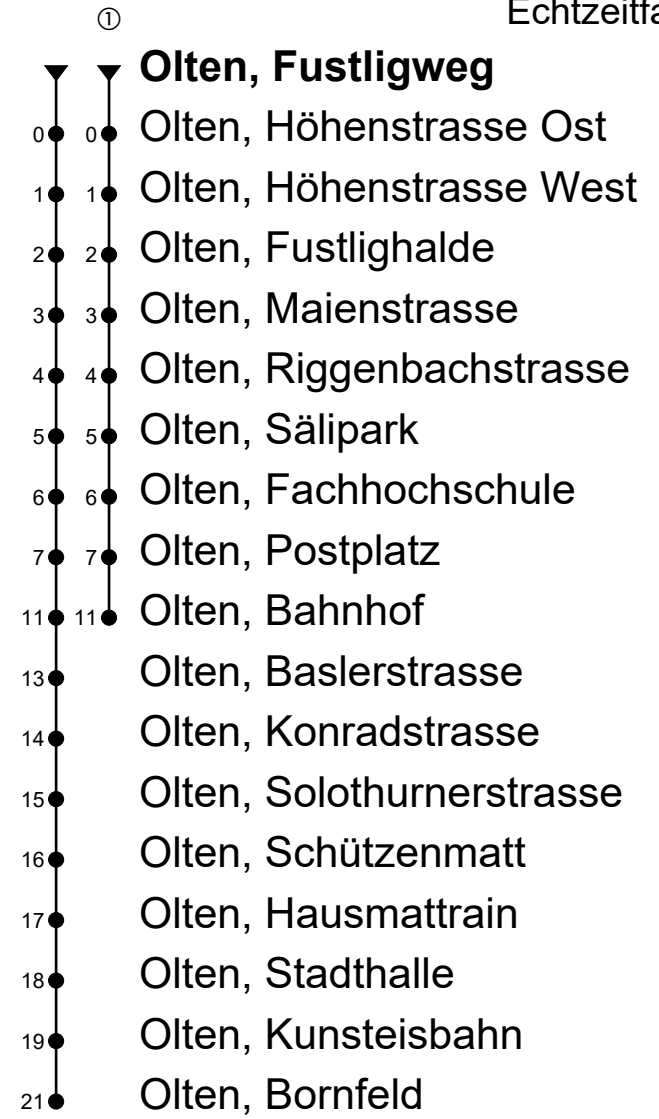 ① Echtzeitfa
Olten, Fustligweg
0 0 Olten, Höhenstrasse Ost
1 1 Olten, Höhenstrasse West
2 2 Olten, Fustlighalde
3 3 Olten, Maienstrasse
4 4 Olten, Riggenbachstrasse
5 5 Olten, Sälipark
6 6 Olten, Fachhochschule
7 7 Olten, Postplatz
11 11 Olten, Bahnhof
13 Olten, Baslerstrasse
14 Olten, Konradstrasse
15 Olten, Solothurnerstrasse
16 Olten, Schützenmatt
17 Olten, Hausmattrain
18 Olten, Stadthalle
19 Olten, Kunsteisbahn
21 Olten, Bornfeld